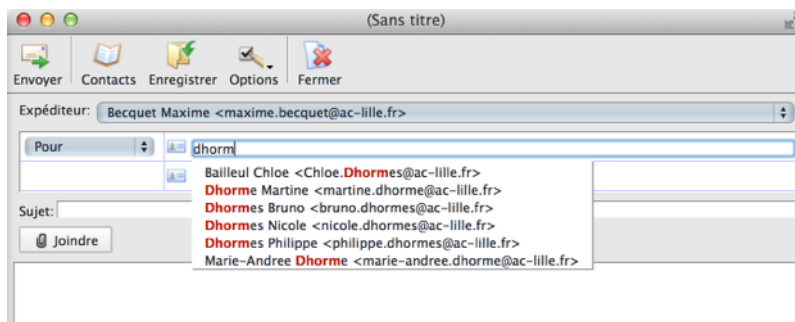 (Sans titre)
Envoyer Contacts Enregistrer Options Fermer
Expéditeur: Becquet Maxime <maxime.becquet@ac-lille.fr>
Pour dhorm
Bailleul Chloe <Chloe.Dhormes@ac-lille.fr>
Dhorme Martine <martine.dhorme@ac-lille.fr>
Dhormes Bruno <bruno.dhormes@ac-lille.fr>
Dhormes Nicole <nicole.dhormes@ac-lille.fr>
Dhormes Philippe <philippe.dhormes@ac-lille.fr>
Marie-Andree Dhorme <marie-andree.dhorme@ac-lille.fr>
Sujet:
Joindre